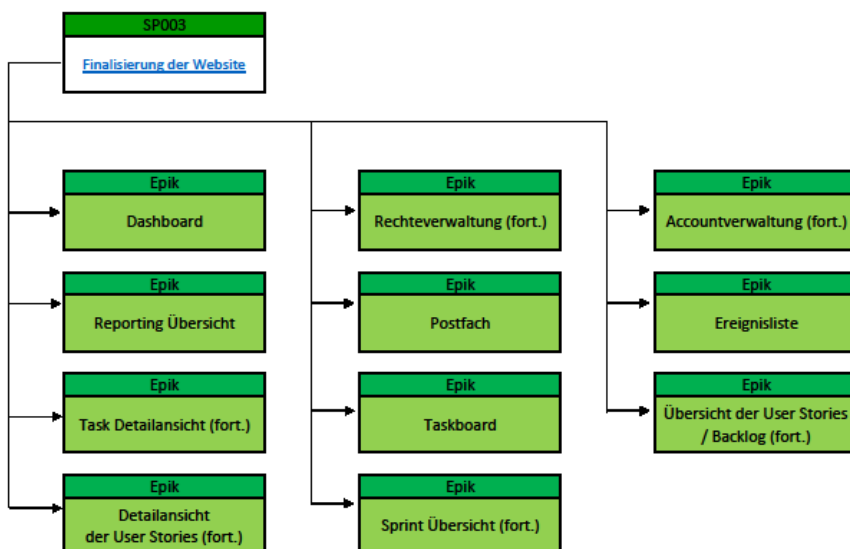 SP003
Finalisierung der Website
Epik
Dashboard
Epik
Rechteverwaltung (fort.)
Epik
Accountverwaltung (fort.)
Epik
Reporting Übersicht
Epik
Postfach
Epik
Ereignisliste
Epik
Task Detailansicht (fort.)
Epik
Taskboard
Epik
Übersicht der User Stories
/ Backlog (fort.)
Epik
Detailansicht
der User Stories (fort.)
Epik
Sprint Übersicht (fort.)